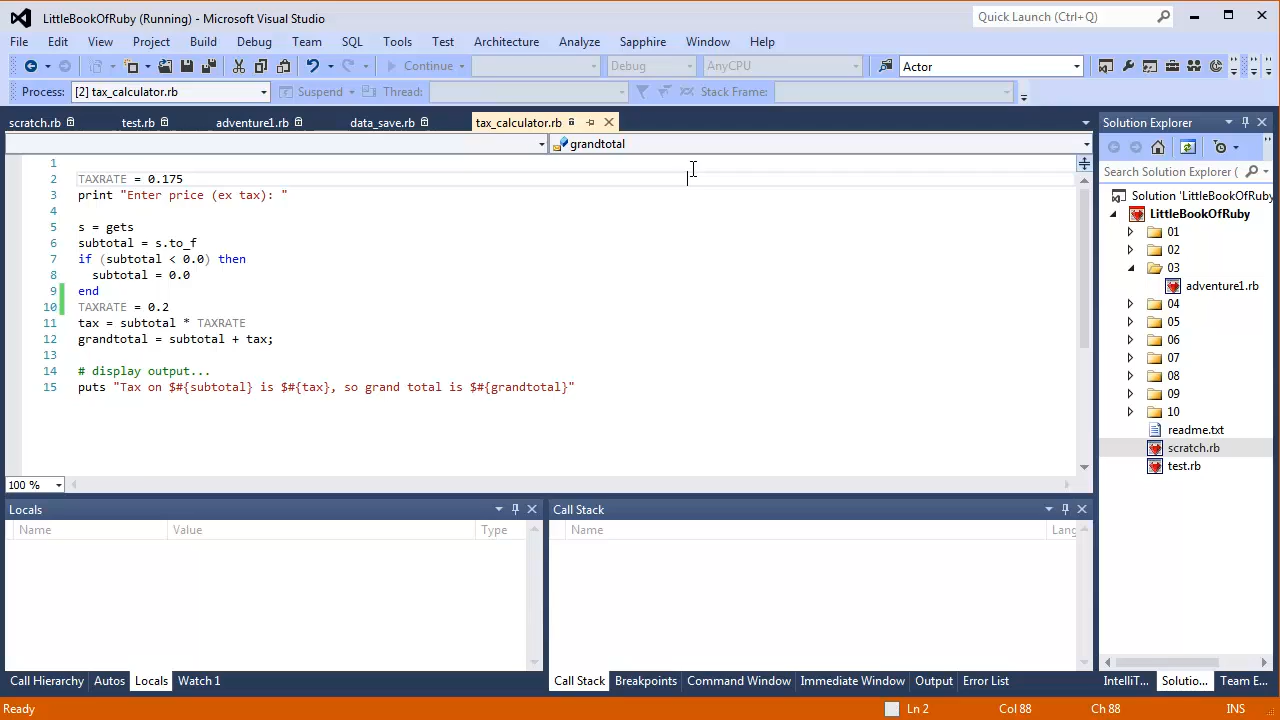 LittleBookOfRuby (Running) - Microsoft Visual Studio
Quick Launch (Ctrl+Q)
File Edit View Project Build Debug Team SQL Tools Test Architecture Analyze Sapphire Window Help
Continue Debug AnyCPU Actor
Process: [2] tax_calculator.rb Suspend Thread: Stack Frame:
scratch.rb test.rb adventure1.rb data_save.rb tax_calculator.rb
grandtotal
1
2 TAXRATE = 0.175
3 print "Enter price (ex tax): "
4
5 s = gets
6 subtotal = s.to_f
7 if (subtotal < 0.0) then
8 subtotal = 0.0
9 end
10 TAXRATE = 0.2
11 tax = subtotal * TAXRATE
12 grandtotal = subtotal + tax;
13
14 # display output...
15 puts "Tax on $#{subtotal} is $#{tax}, so grand total is $#{grandtotal}"
100 %
Solution Explorer
Search Solution Explorer (
Solution 'LittleBookOfRuby
LittleBookOfRuby
01
02
03
adventure1.rb
04
05
06
07
08
09
10
readme.txt
scratch.rb
test.rb
Locals
Name Value Type
Call Stack
Name Lang
Call Hierarchy Autos Locals Watch 1
Call Stack Breakpoints Command Window Immediate Window Output Error List
IntelliT... Solutio... Team E...
Ready Ln 2 Col 88 Ch 88 INS